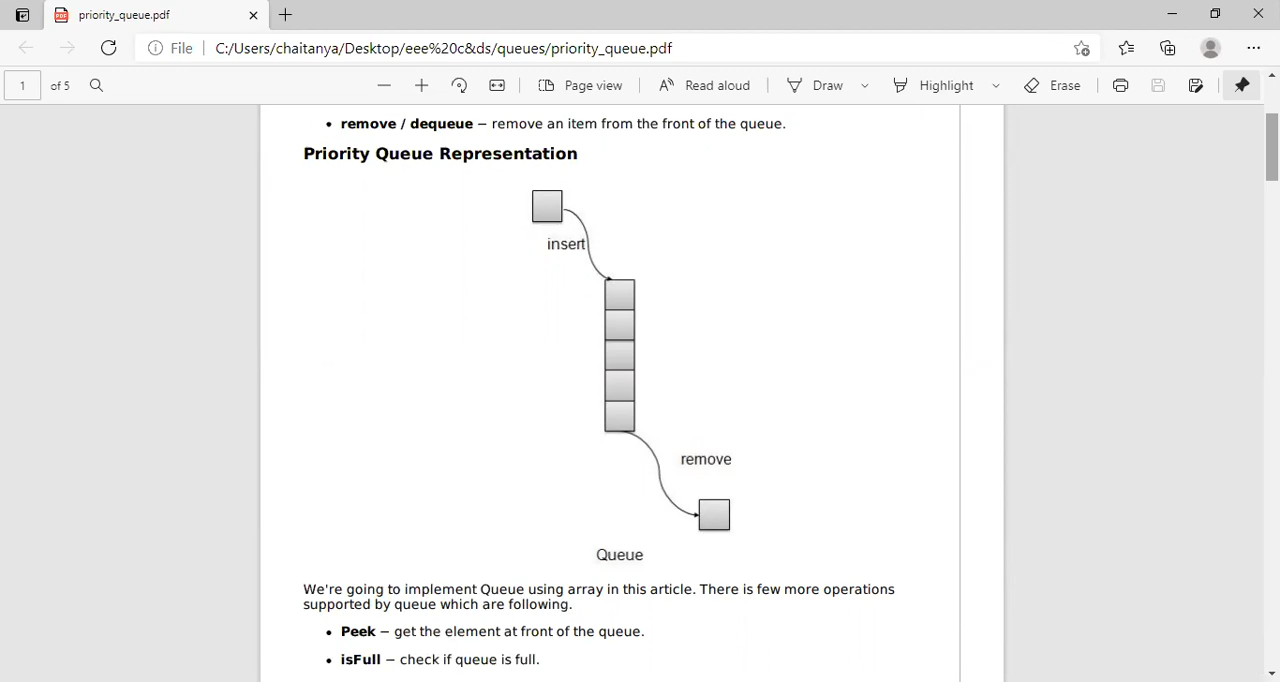 priority_queue.pdf
File
C:/Users/chaitanya/Desktop/eee%20c&ds/queues/priority_queue.pdf
1 of 5
Page view
Read aloud
Draw
Highlight
Erase
• remove / dequeue − remove an item from the front of the queue.
Priority Queue Representation
insert
remove
Queue
We're going to implement Queue using array in this article. There is few more operations
supported by queue which are following.
• Peek − get the element at front of the queue.
• isFull − check if queue is full.